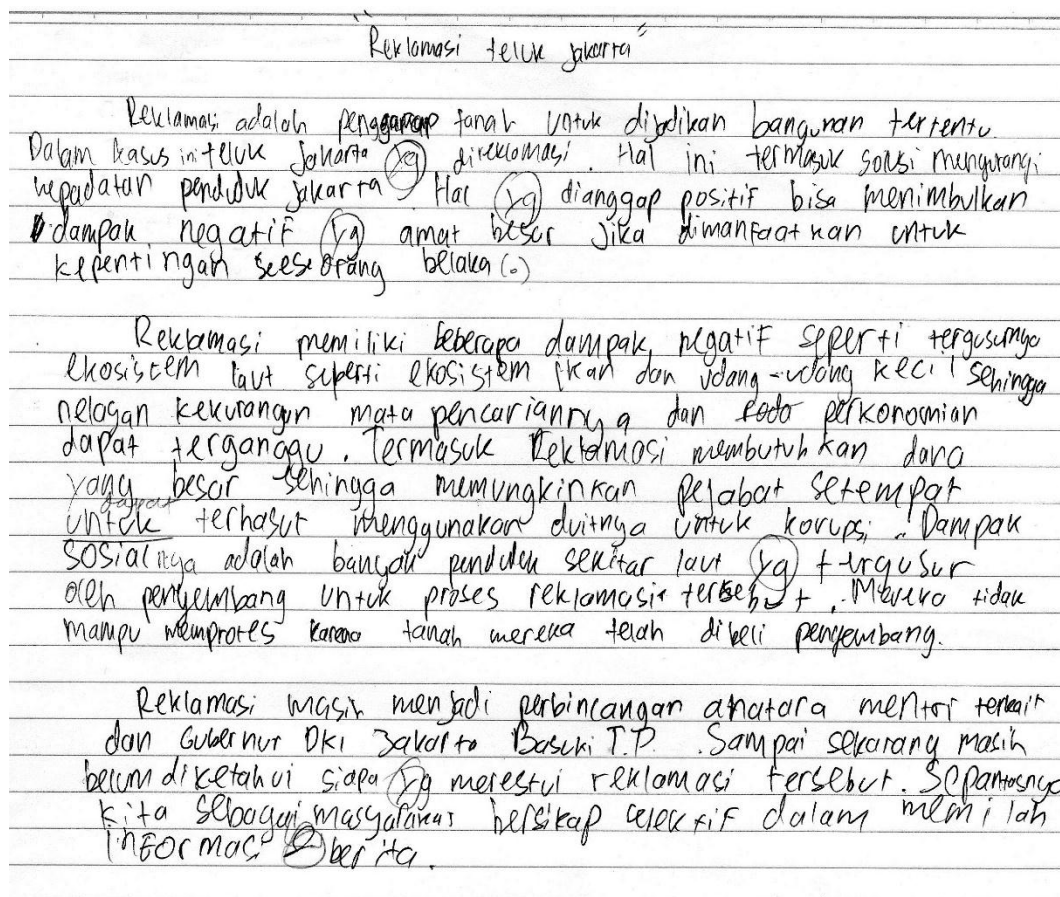 "Reklamasi teluk jakarta"
Reklamasi adalah penggarap tanah untuk dijadikan bangunan tertentu.
Dalam kasus ini teluk Jakarta yg direklamasi. Hal ini termasuk solusi mengurangi
kepadatan penduduk jakarta. Hal yg dianggap positif bisa menimbulkan
dampak negatif yg amat besar jika dimanfaatkan untuk
kepentingan seseorang belaka (.)
Reklamasi memiliki beberapa dampak negatif seperti tergusurnya
ekosistem laut seperti ekosistem ikan dan udang-udang kecil sehingga
nelayan kekurangan mata pencariannya dan perkonomian
dapat terganggu. Termasuk Reklamasi membutuhkan dana
yang besar sehingga memungkinkan pejabat setempat
dapat
untuk terhasut menggunakan duitnya untuk korupsi. Dampak
sosialnya adalah banyak penduduk sekitar laut yg tergusur
oleh pengembang untuk proses reklamasi tersebut. Mereka tidak
mampu memprotes karena tanah mereka telah dibeli pengembang.
Reklamasi masih menjadi perbincangan anatara mentri terkait
dan Gubernur DKI Jakarta Basuki T.P. Sampai sekarang masih
belum diketahui siapa yg merestui reklamasi tersebut. Sepantasnya
kita sebagai masyarakat bersikap selektif dalam memilah
informasi & berita.